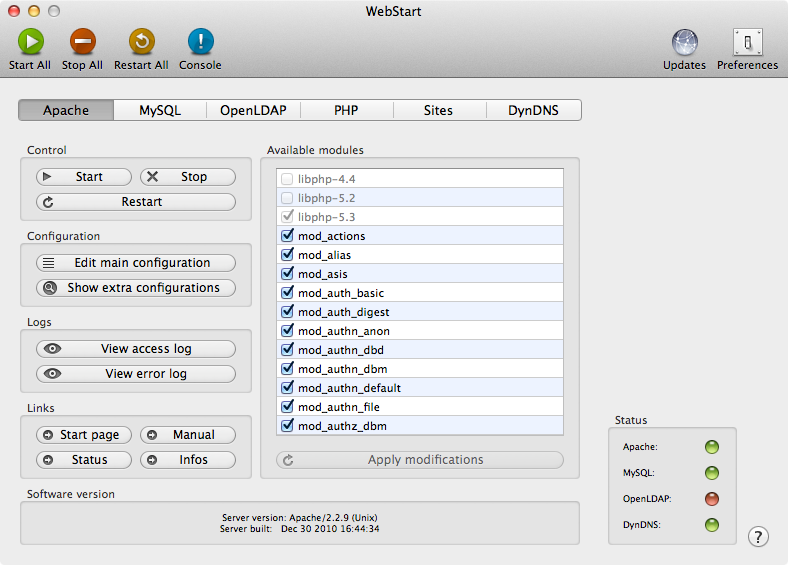 WebStart
Start All
Stop All
Restart All
Console
Updates
Preferences
Apache
MySQL
OpenLDAP
PHP
Sites
DynDNS
Control
Start
Stop
Restart
Configuration
Edit main configuration
Show extra configurations
Logs
View access log
View error log
Links
Start page
Manual
Status
Infos
Available modules
libphp-4.4
libphp-5.2
libphp-5.3
mod_actions
mod_alias
mod_asis
mod_auth_basic
mod_auth_digest
mod_authn_anon
mod_authn_dbd
mod_authn_dbm
mod_authn_default
mod_authn_file
mod_authz_dbm
Apply modifications
Software version
Server version: Apache/2.2.9 (Unix)
Server built: Dec 30 2010 16:44:34
Status
Apache:
MySQL:
OpenLDAP:
DynDNS:
?